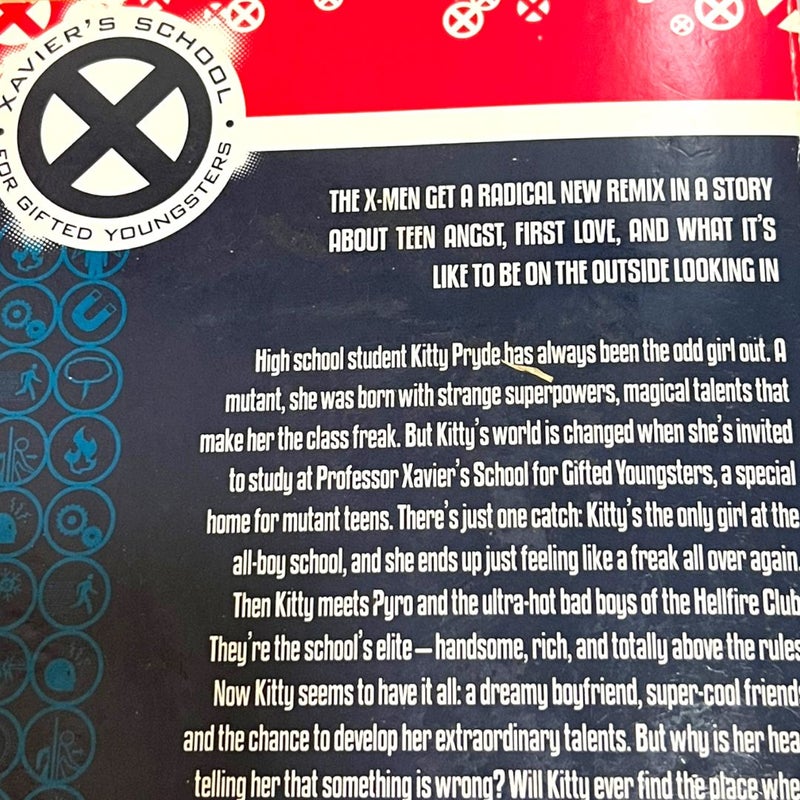 XAVIER'S SCHOOL
FOR GIFTED YOUNGSTERS
THE X-MEN GET A RADICAL NEW REMIX IN A STORY
ABOUT TEEN ANGST, FIRST LOVE, AND WHAT IT'S
LIKE TO BE ON THE OUTSIDE LOOKING IN
High school student Kitty Pryde has always been the odd girl out. A
mutant, she was born with strange superpowers, magical talents that
make her the class freak. But Kitty's world is changed when she's invited
to study at Professor Xavier's School for Gifted Youngsters, a special
home for mutant teens. There's just one catch: Kitty's the only girl at the
all-boy school, and she ends up just feeling like a freak all over again.
Then Kitty meets Pyro and the ultra-hot bad boys of the Hellfire Club
They're the school's elite—handsome, rich, and totally above the rules
Now Kitty seems to have it all: a dreamy boyfriend, super-cool friend
and the chance to develop her extraordinary talents. But why is her hea
telling her that something is wrong? Will Kitty ever find the place whe